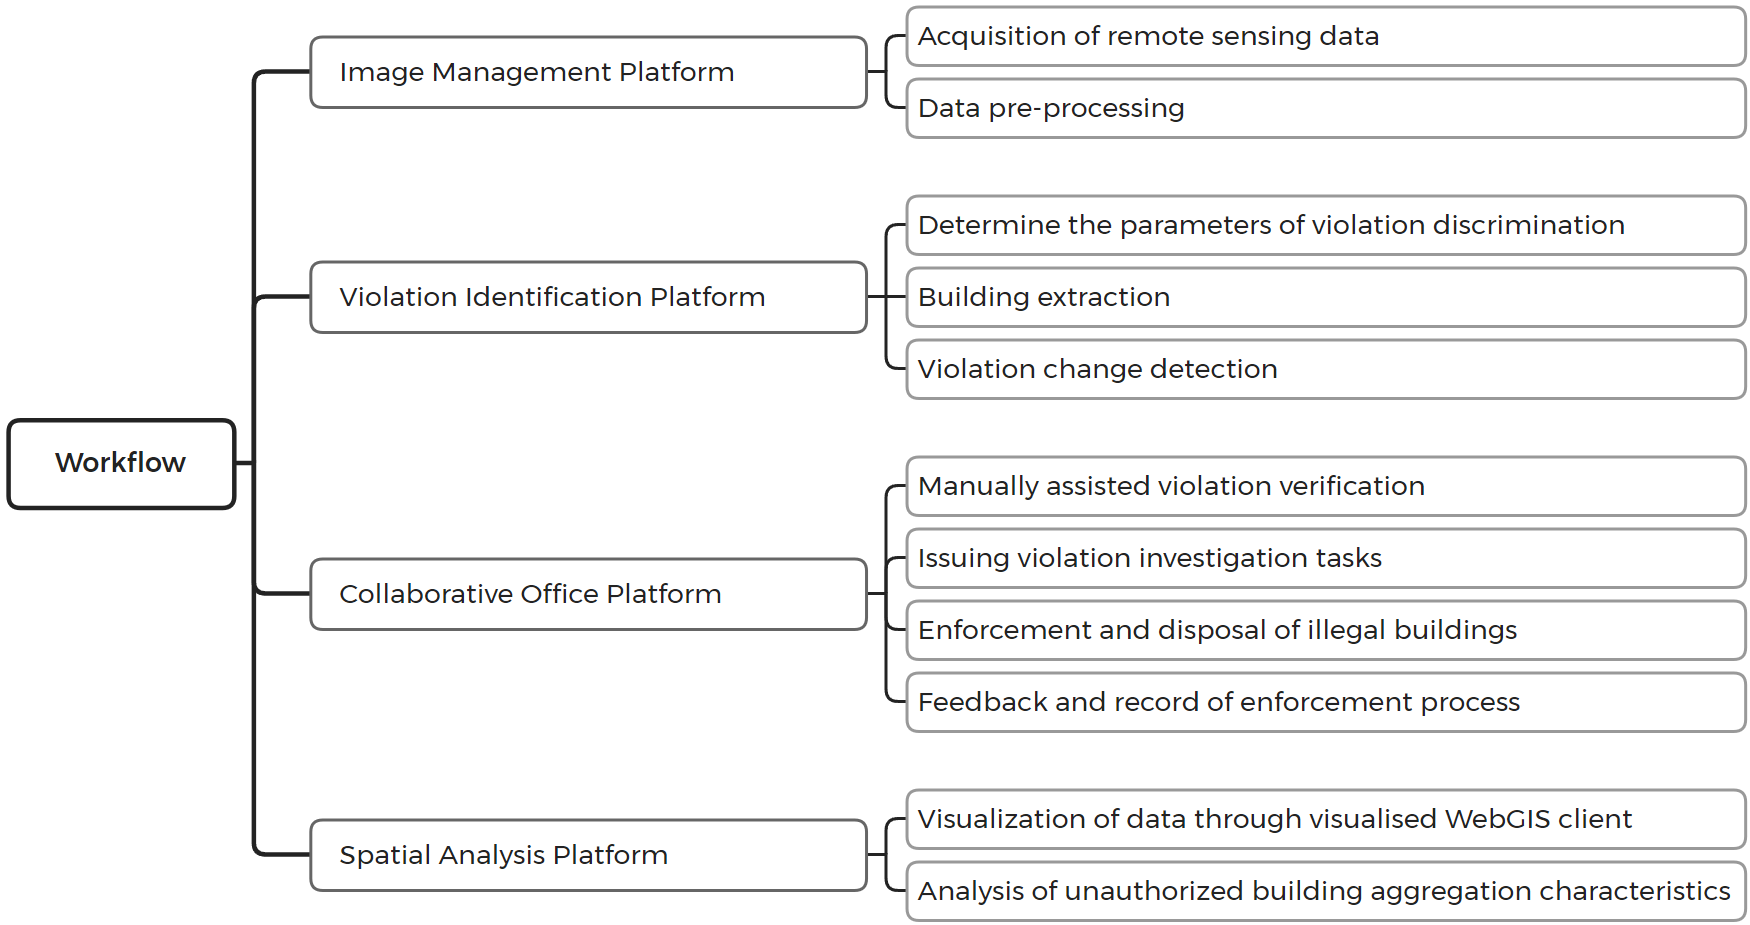 Workflow
Image Management Platform
Acquisition of remote sensing data
Data pre-processing
Violation Identification Platform
Determine the parameters of violation discrimination
Building extraction
Violation change detection
Collaborative Office Platform
Manually assisted violation verification
Issuing violation investigation tasks
Enforcement and disposal of illegal buildings
Feedback and record of enforcement process
Spatial Analysis Platform
Visualization of data through visualised WebGIS client
Analysis of unauthorized building aggregation characteristics